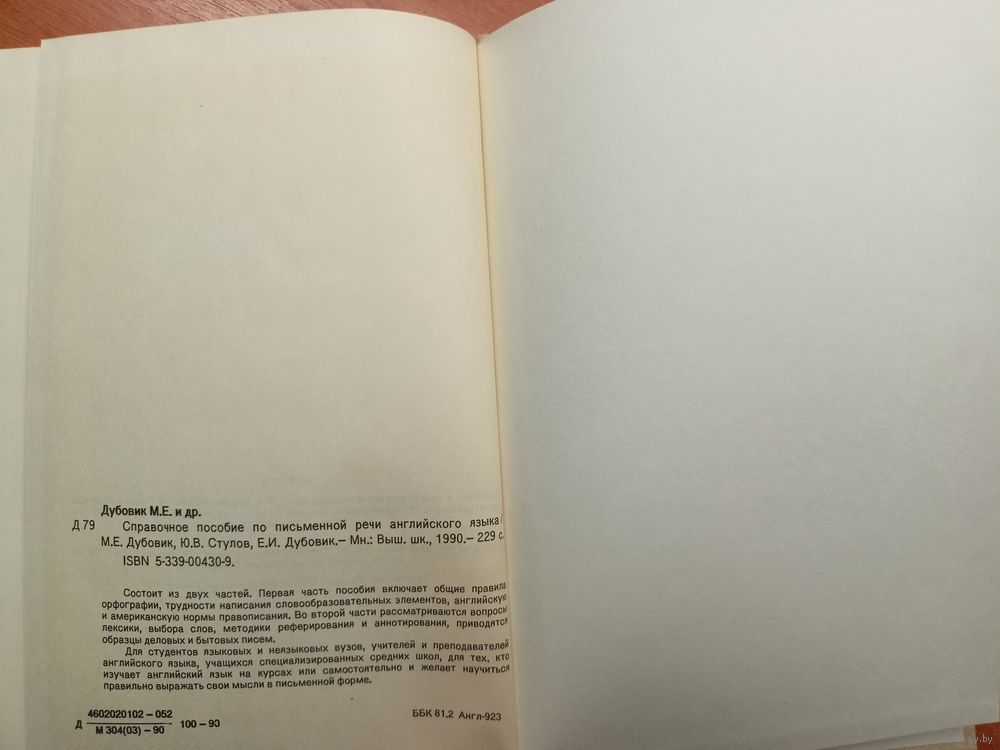 Дубовик М.Е. и др.
Д 79 Справочное пособие по письменной речи английского языка /
М.Е. Дубовик, Ю.В. Стулов, Е.И. Дубовик.– Мн.: Выш. шк., 1990.– 229 с.
ISBN 5-339-00430-9.
Состоит из двух частей. Первая часть пособия включает общие правила
орфографии, трудности написания словообразовательных элементов, английскую
и американскую нормы правописания. Во второй части рассматриваются вопросы
лексики, выбора слов, методики реферирования и аннотирования, приводятся
образцы деловых и бытовых писем.
Для студентов языковых и неязыковых вузов, учителей и преподавателей
английского языка, учащихся специализированных средних школ, для тех, кто
изучает английский язык на курсах или самостоятельно и желает научиться
правильно выражать свои мысли в письменной форме.
Д 4602020102 – 052
М 304(03) – 90 100 – 90
ББК 81.2 Англ-923